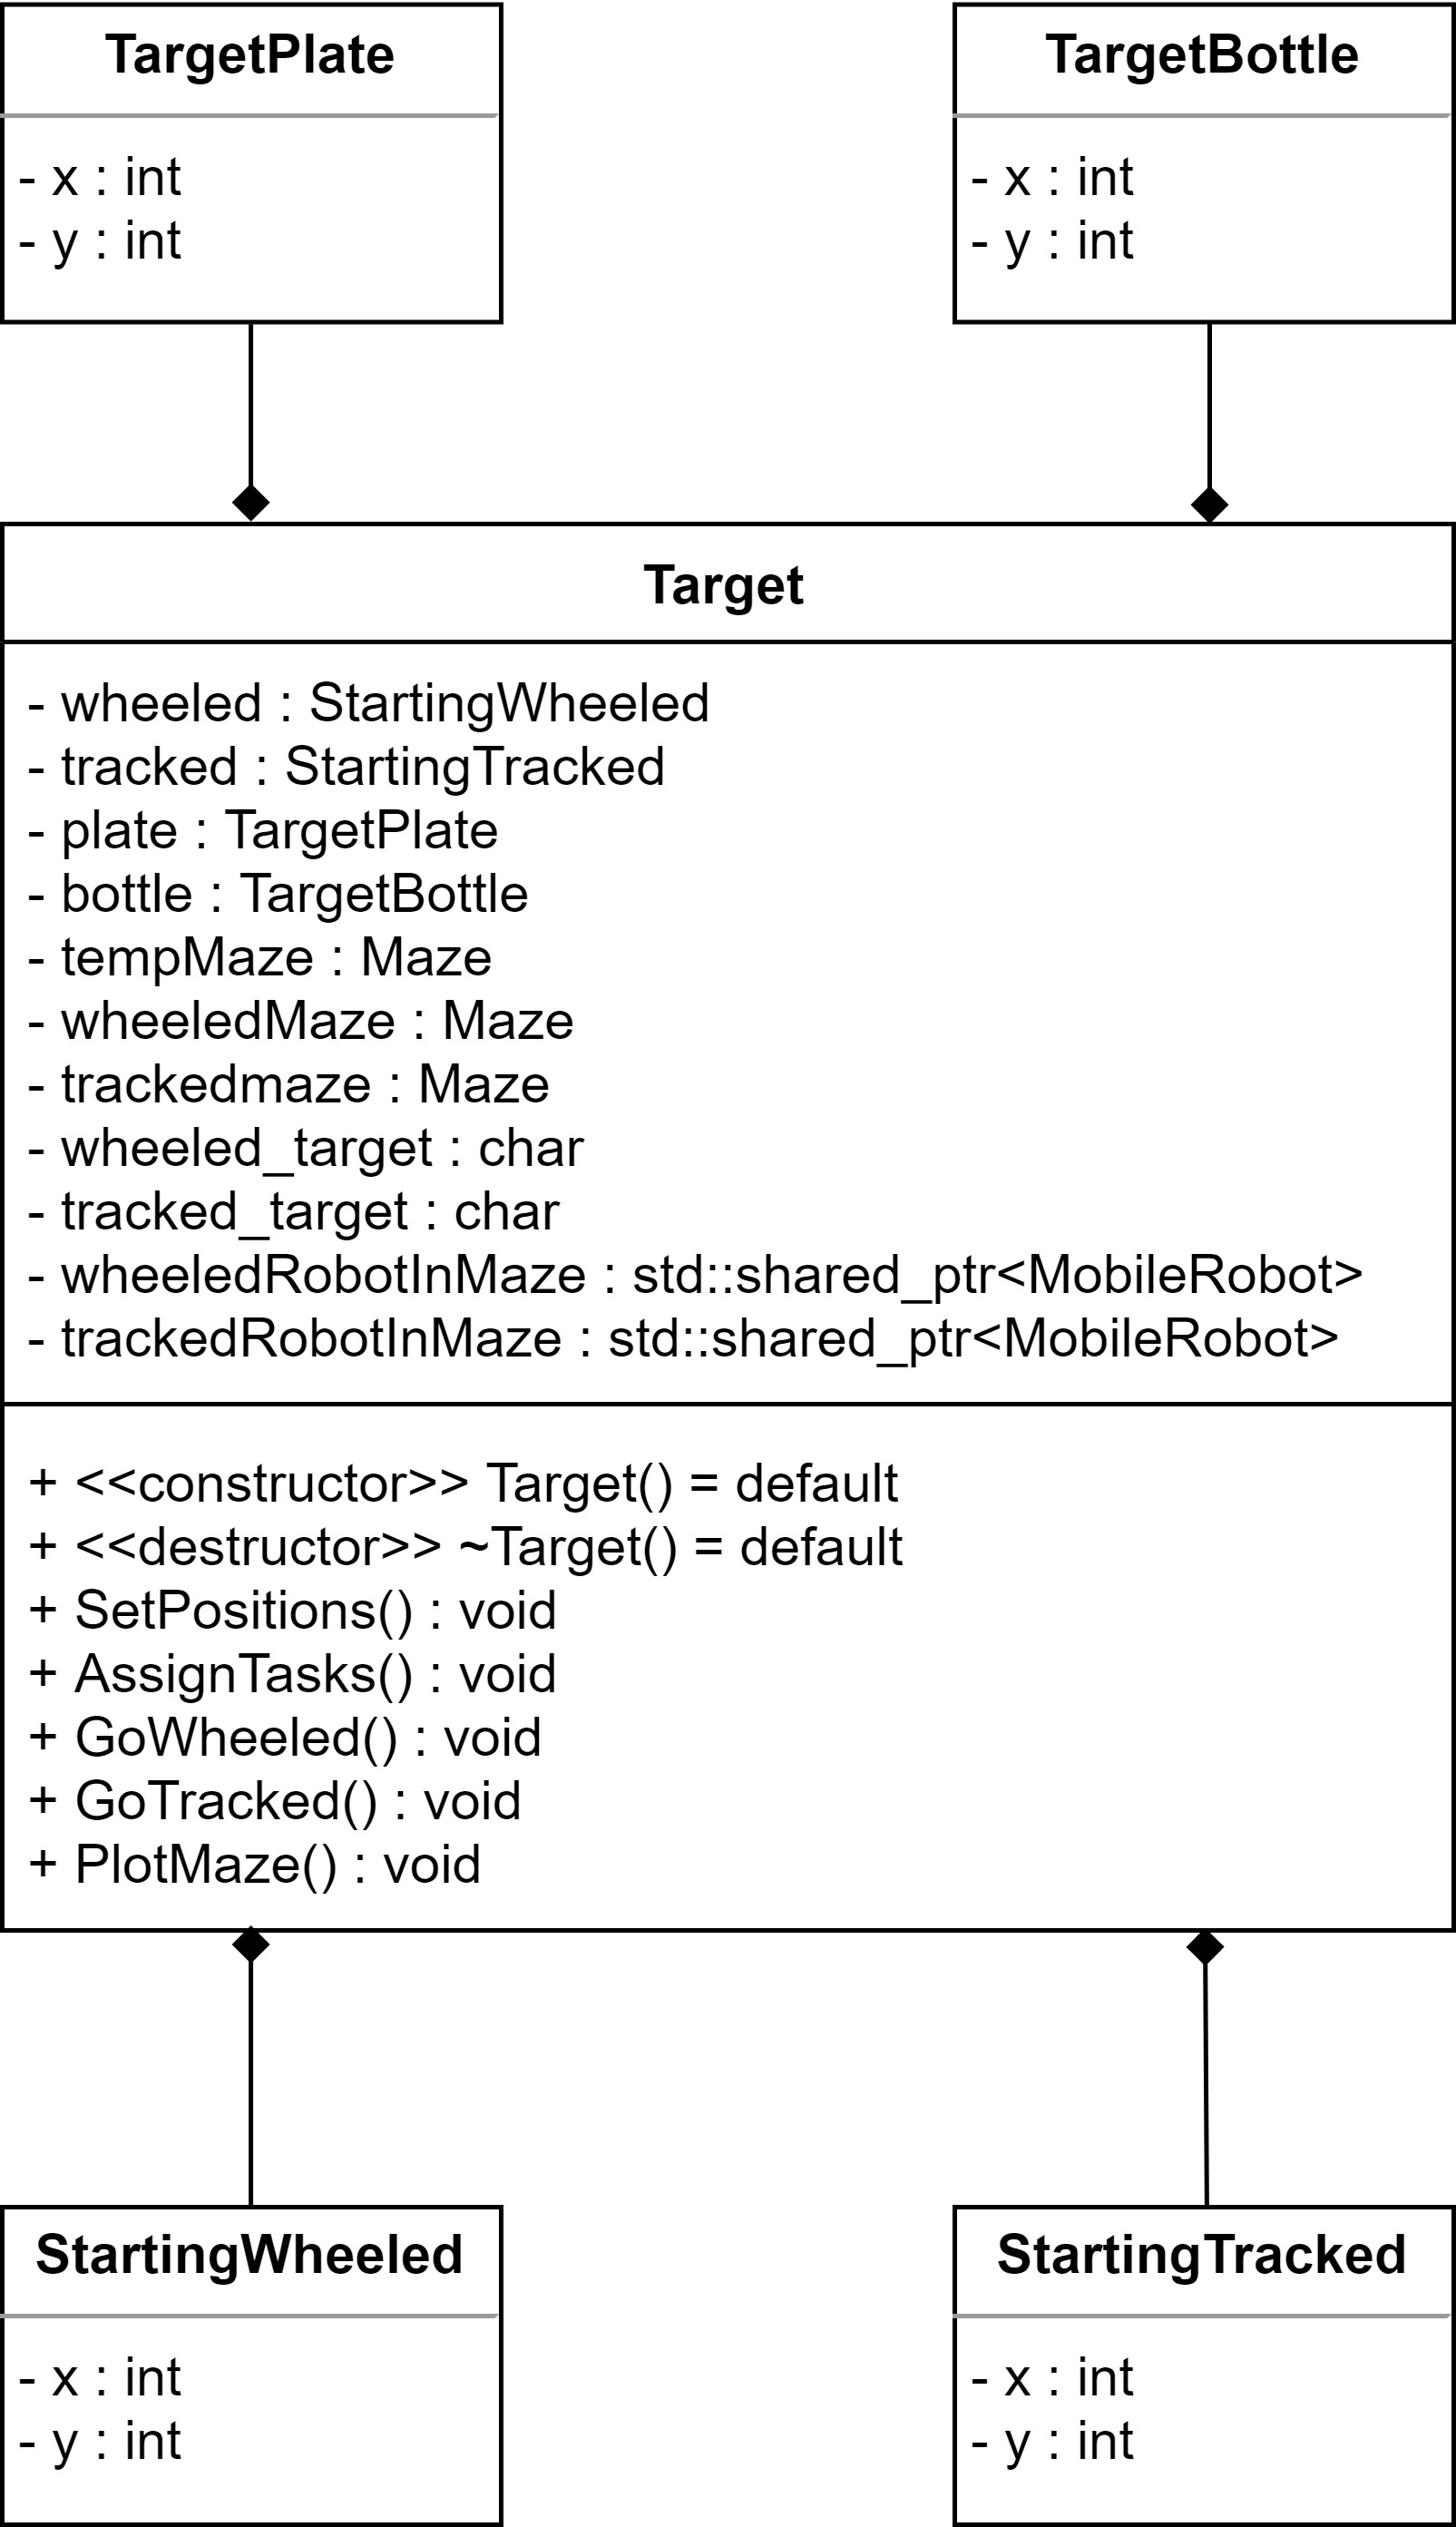 TargetPlate
- x : int
- y : int
TargetBottle
- x : int
- y : int
Target
- wheeled : StartingWheeled
- tracked : StartingTracked
- plate : TargetPlate
- bottle : TargetBottle
- tempMaze : Maze
- wheeledMaze : Maze
- trackedmaze : Maze
- wheeled_target : char
- tracked_target : char
- wheeledRobotInMaze : std::shared_ptr<MobileRobot>
- trackedRobotInMaze : std::shared_ptr<MobileRobot>
+ <<constructor>> Target() = default
+ <<destructor>> ~Target() = default
+ SetPositions() : void
+ AssignTasks() : void
+ GoWheeled() : void
+ GoTracked() : void
+ PlotMaze() : void
StartingWheeled
- x : int
- y : int
StartingTracked
- x : int
- y : int